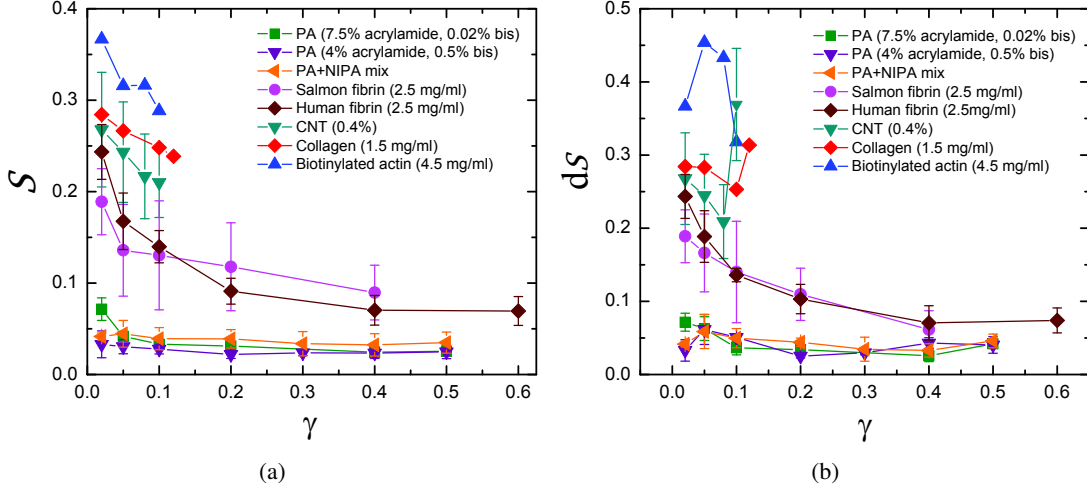 PA (7.5% acrylamide, 0.02% bis)
PA (4% acrylamide, 0.5% bis)
PA+NIPA mix
Salmon fibrin (2.5 mg/ml)
Human fibrin (2.5 mg/ml)
CNT (0.4%)
Collagen (1.5 mg/ml)
Biotinylated actin (4.5 mg/ml)
0.4
0.3
0.2
0.1
0.0
S
0.0 0.1 0.2 0.3 0.4 0.5 0.6
γ
(a)
PA (7.5% acrylamide, 0.02% bis)
PA (4% acrylamide, 0.5% bis)
PA+NIPA mix
Salmon fibrin (2.5 mg/ml)
Human fibrin (2.5mg/ml)
CNT (0.4%)
Collagen (1.5 mg/ml)
Biotinylated actin (4.5 mg/ml)
0.5
0.4
0.3
0.2
0.1
0.0
dS
0.0 0.1 0.2 0.3 0.4 0.5 0.6
γ
(b)